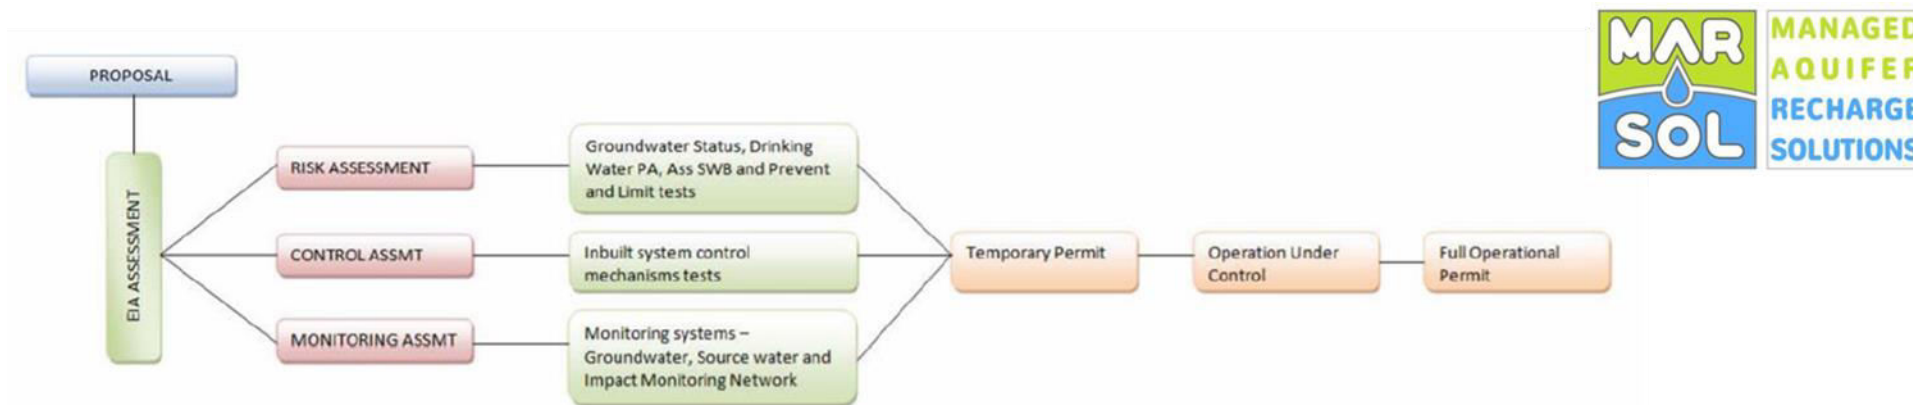 PROPOSAL
EIA ASSESSMENT
RISK ASSESSMENT
Groundwater Status, Drinking
Water PA, Ass SWB and Prevent
and Limit tests
CONTROL ASSMT
Inbuilt system control
mechanisms tests
MONITORING ASSMT
Monitoring systems –
Groundwater, Source water and
Impact Monitoring Network
Temporary Permit
Operation Under
Control
Full Operational
Permit
MAR
SOL
MANAGED
AQUIFER
RECHARGE
SOLUTIONS